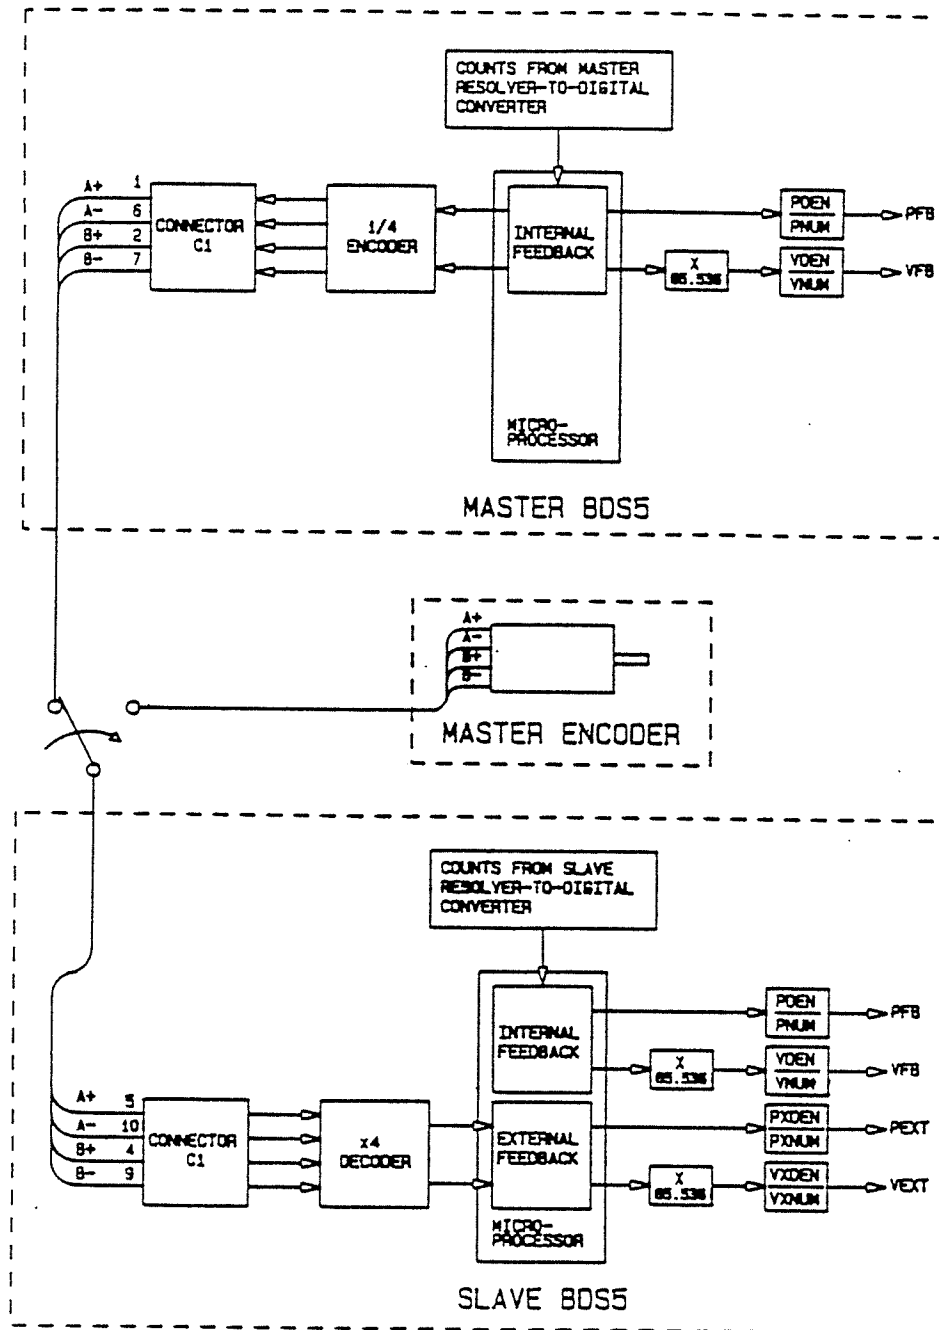 COUNTS FROM MASTER
RESOLVER-TO-DIGITAL
CONVERTER
A+ 1
A- 6
B+ 2
B- 7
CONNECTOR
C1
1/4
ENCODER
INTERNAL
FEEDBACK
MICRO-
PROCESSOR
PDEN
PNUM
PFB
X
65.536
VDEN
VNUM
VFB
MASTER BDS5
A+
A-
B+
B-
MASTER ENCODER
COUNTS FROM SLAVE
RESOLVER-TO-DIGITAL
CONVERTER
INTERNAL
FEEDBACK
PDEN
PNUM
PFB
X
65.536
VDEN
VNUM
VFB
A+ 5
A- 10
B+ 4
B- 9
CONNECTOR
C1
x4
DECODER
EXTERNAL
FEEDBACK
PXDEN
PXNUM
PEXT
X
65.536
VXDEN
VXNUM
VEXT
MICRO-
PROCESSOR
SLAVE BDS5